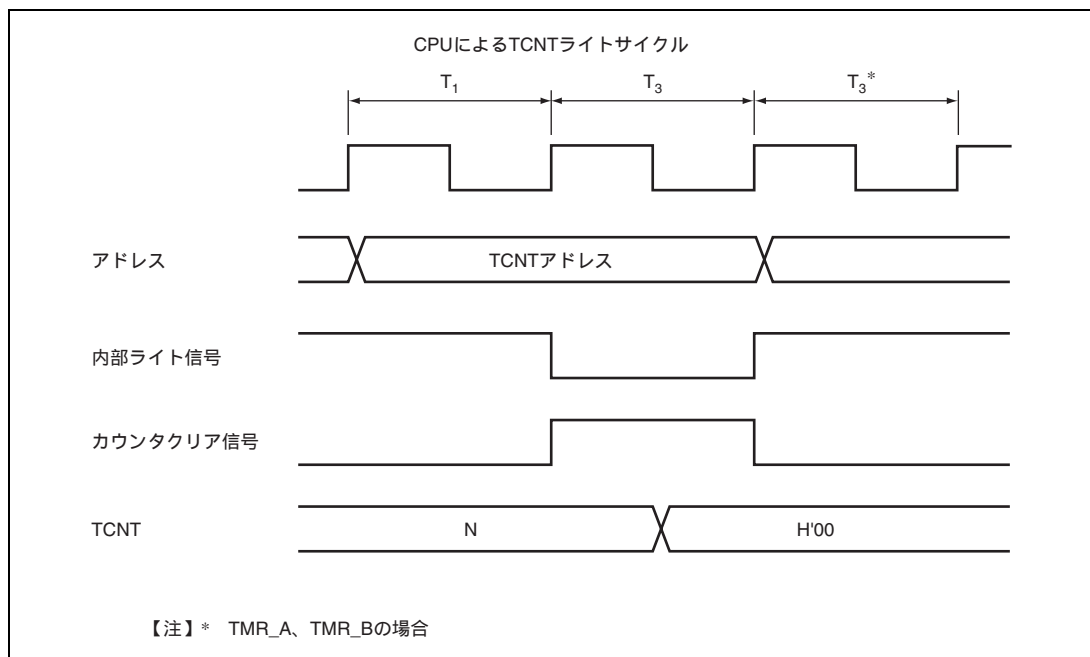 CPUによるTCNTライトサイクル
T1 T3 T3*
アドレス TCNTアドレス
内部ライト信号
カウンタクリア信号
TCNT N H'00
【注】* TMR_A、TMR_Bの場合